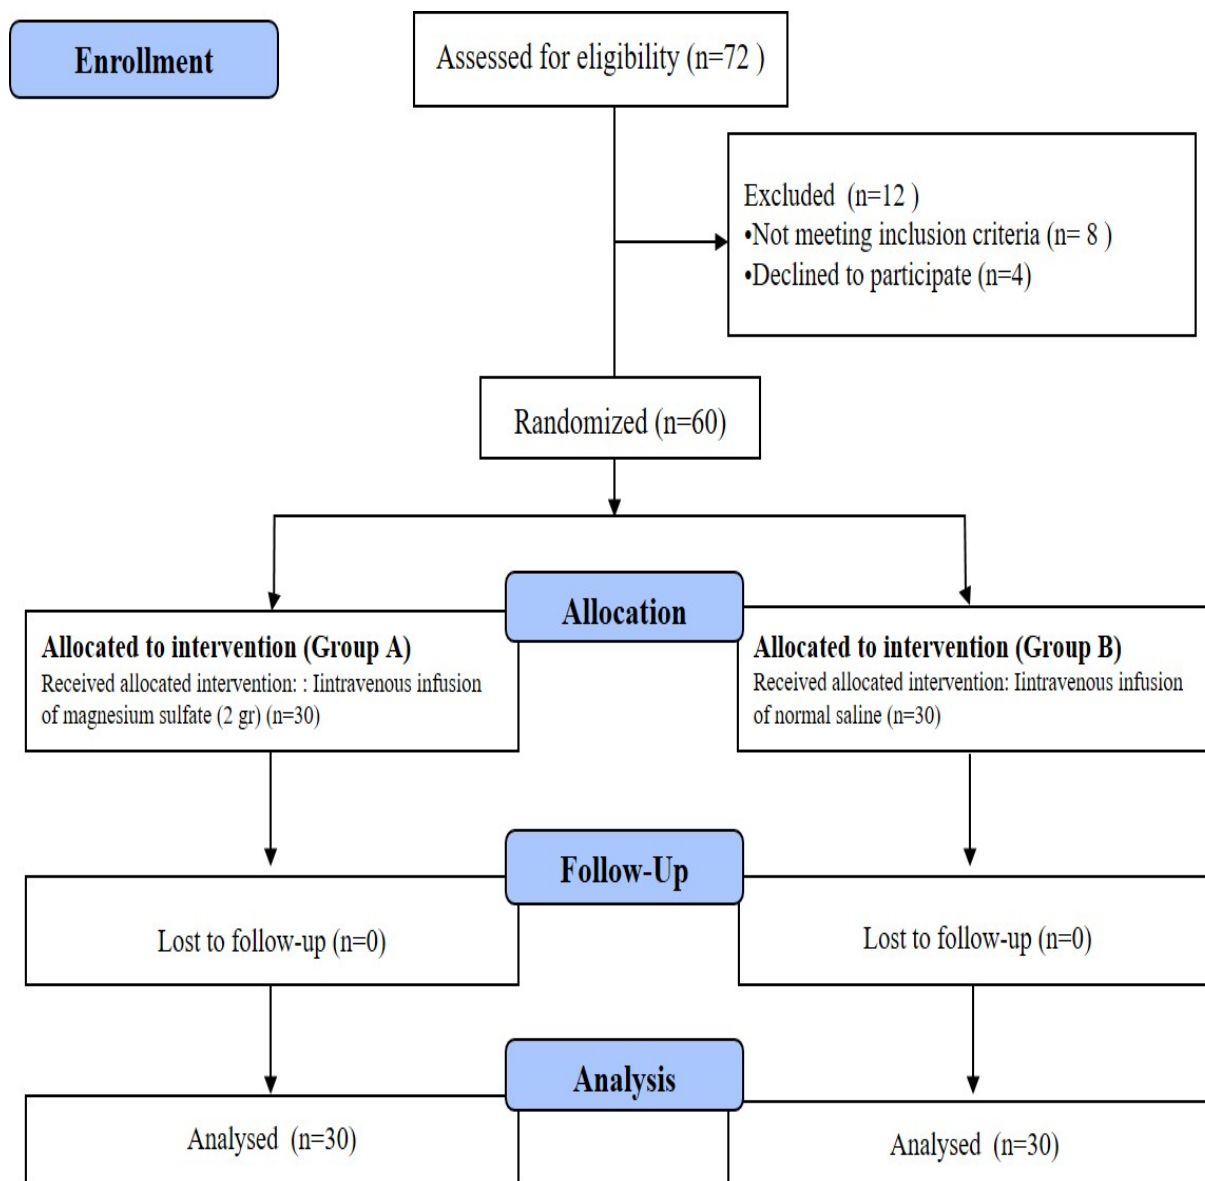 Enrollment
Assessed for eligibility (n=72 )
Excluded  (n=12 )
•Not meeting inclusion criteria (n= 8 )
•Declined to participate (n=4)
Randomized (n=60)
Allocation
Allocated to intervention (Group A)
Received allocated intervention: : Iintravenous infusion
of magnesium sulfate (2 gr) (n=30)
Allocated to intervention (Group B)
Received allocated intervention: Iintravenous infusion
of normal saline (n=30)
Follow-Up
Lost to follow-up (n=0)
Lost to follow-up (n=0)
Analysis
Analysed  (n=30)
Analysed  (n=30)